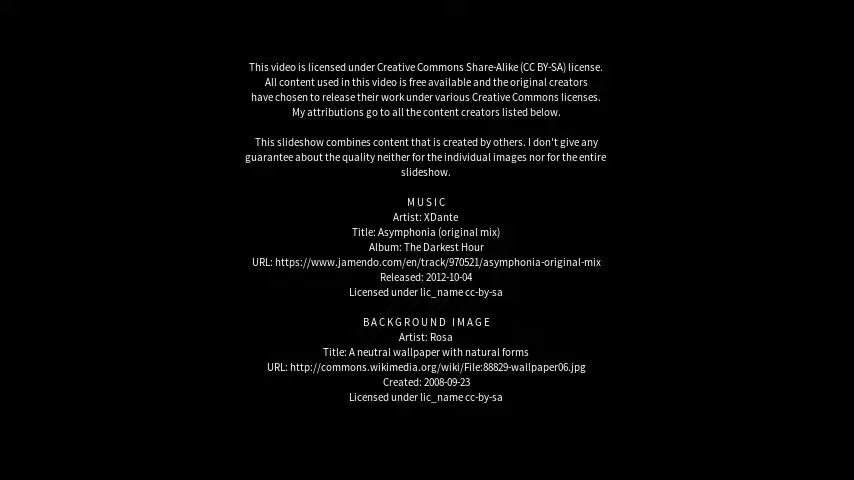 This video is licensed under Creative Commons Share-Alike (CC BY-SA) license.
All content used in this video is free available and the original creators
have chosen to release their work under various Creative Commons licenses.
My attributions go to all the content creators listed below.
This slideshow combines content that is created by others. I don't give any
guarantee about the quality neither for the individual images nor for the entire
slideshow.
MUSIC
Artist: XDante
Title: Asymphonia (original mix)
Album: The Darkest Hour
URL: https://www.jamendo.com/en/track/970521/asymphonia-original-mix
Released: 2012-10-04
Licensed under lic_name cc-by-sa
BACKGROUND IMAGE
Artist: Rosa
Title: A neutral wallpaper with natural forms
URL: http://commons.wikimedia.org/wiki/File:88829-wallpaper06.jpg
Created: 2008-09-23
Licensed under lic_name cc-by-sa